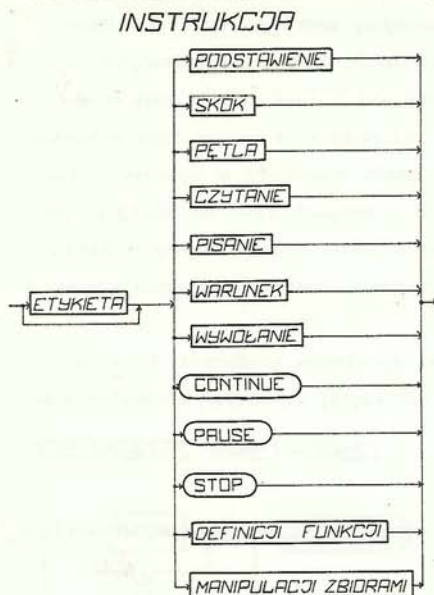 INSTRUKCJA
PODSTAWIENIE
SKOK
PĘTLA
CZYTANIE
PISANIE
WARUNEK
ETYKIETA
WYWOŁANIE
CONTINUE
PAUSE
STOP
DEFINICJI FUNKCJI
MANIPULACJI ZBIORAMI